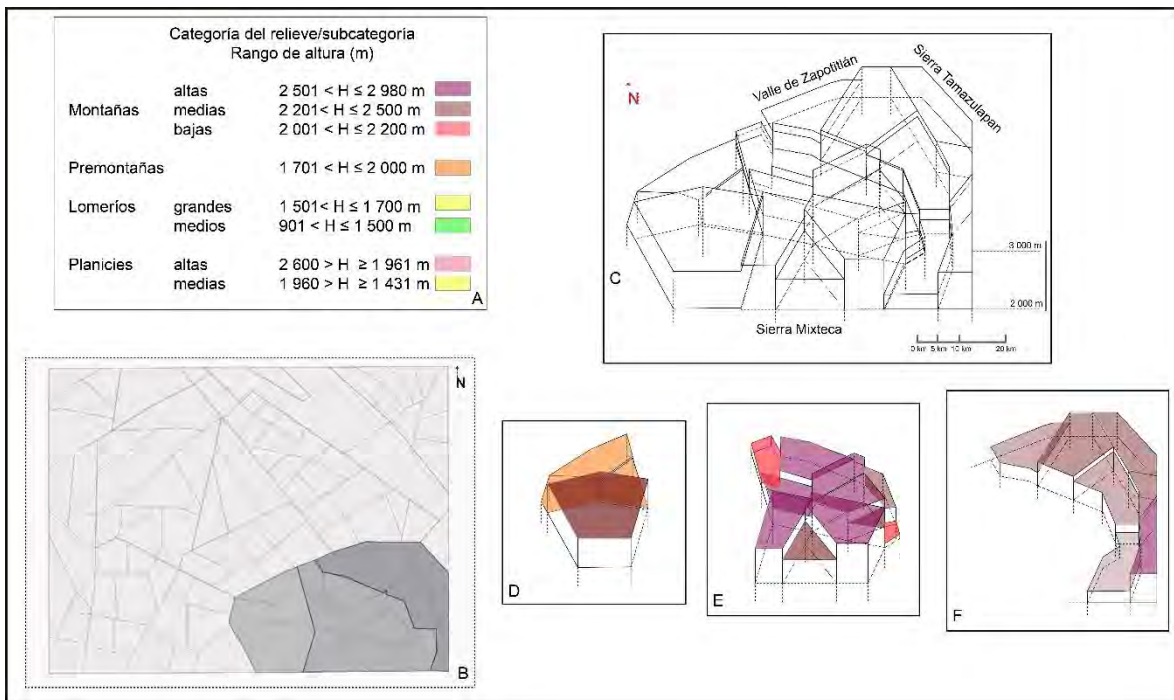 Categoría del relieve/subcategoría
Rango de altura (m)
altas 2 501 < H ≤ 2 980 m
Montañas medias 2 201< H ≤ 2 500 m
bajas 2 001 < H ≤ 2 200 m
Premontañas 1 701 < H ≤ 2 000 m
Lomeríos grandes 1 501< H ≤ 1 700 m
medios 901 < H ≤ 1 500 m
Planicies altas 2 600 > H ≥ 1 961 m
medias 1 960 > H ≥ 1 431 m
A
N
Valle de Zapotitlán
Sierra Tamazulapan
3 000 m
C
2 000 m
Sierra Mixteca
0 km 5 km 10 km 20 km
N
B
D
E
F